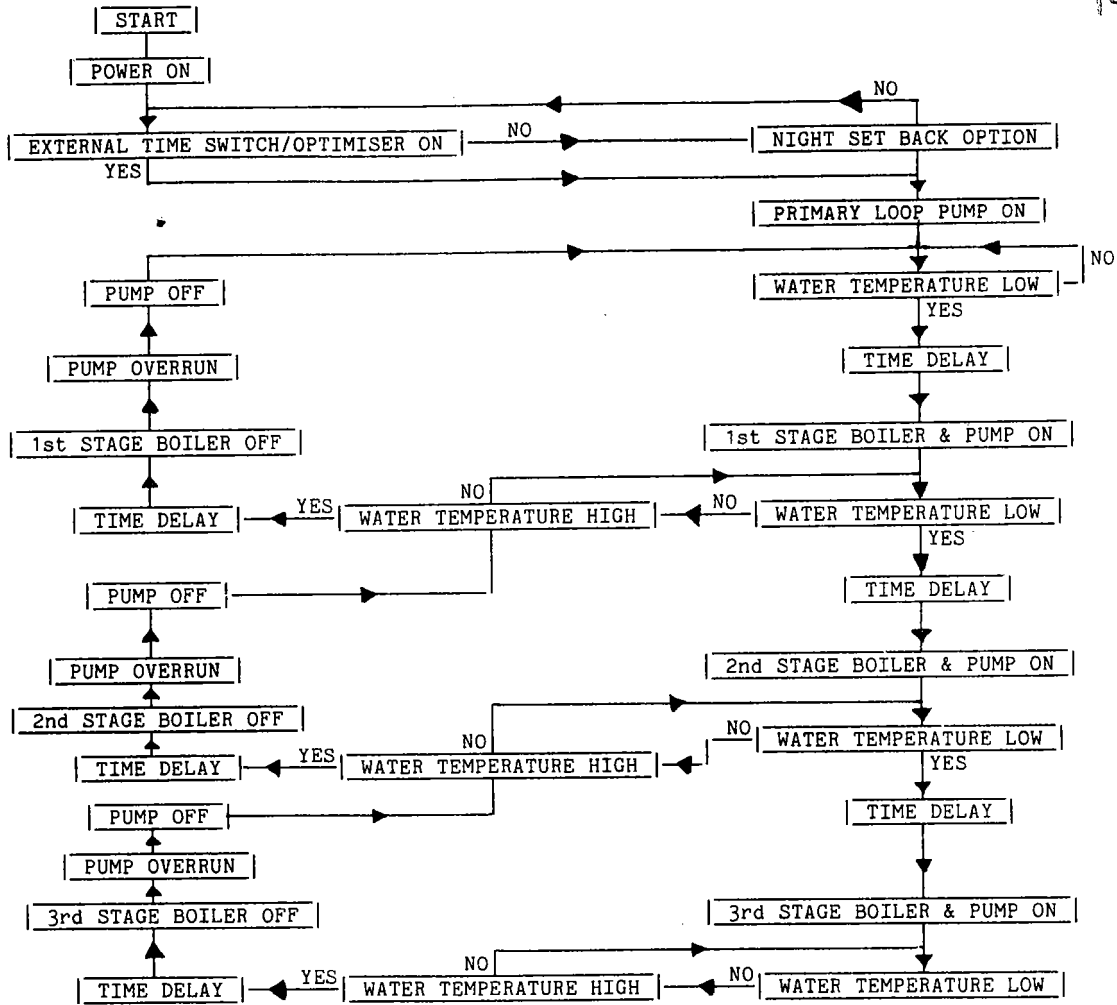 START
POWER ON
NO
EXTERNAL TIME SWITCH/OPTIMISER ON
NO
NIGHT SET BACK OPTION
YES
PRIMARY LOOP PUMP ON
NO
PUMP OFF
WATER TEMPERATURE LOW
YES
PUMP OVERRUN
TIME DELAY
1st STAGE BOILER OFF
1st STAGE BOILER & PUMP ON
NO
TIME DELAY
YES
WATER TEMPERATURE HIGH
NO
WATER TEMPERATURE LOW
YES
PUMP OFF
TIME DELAY
PUMP OVERRUN
2nd STAGE BOILER & PUMP ON
2nd STAGE BOILER OFF
NO
NO
WATER TEMPERATURE LOW
TIME DELAY
YES
WATER TEMPERATURE HIGH
YES
PUMP OFF
TIME DELAY
PUMP OVERRUN
3rd STAGE BOILER OFF
3rd STAGE BOILER & PUMP ON
NO
TIME DELAY
YES
WATER TEMPERATURE HIGH
NO
WATER TEMPERATURE LOW